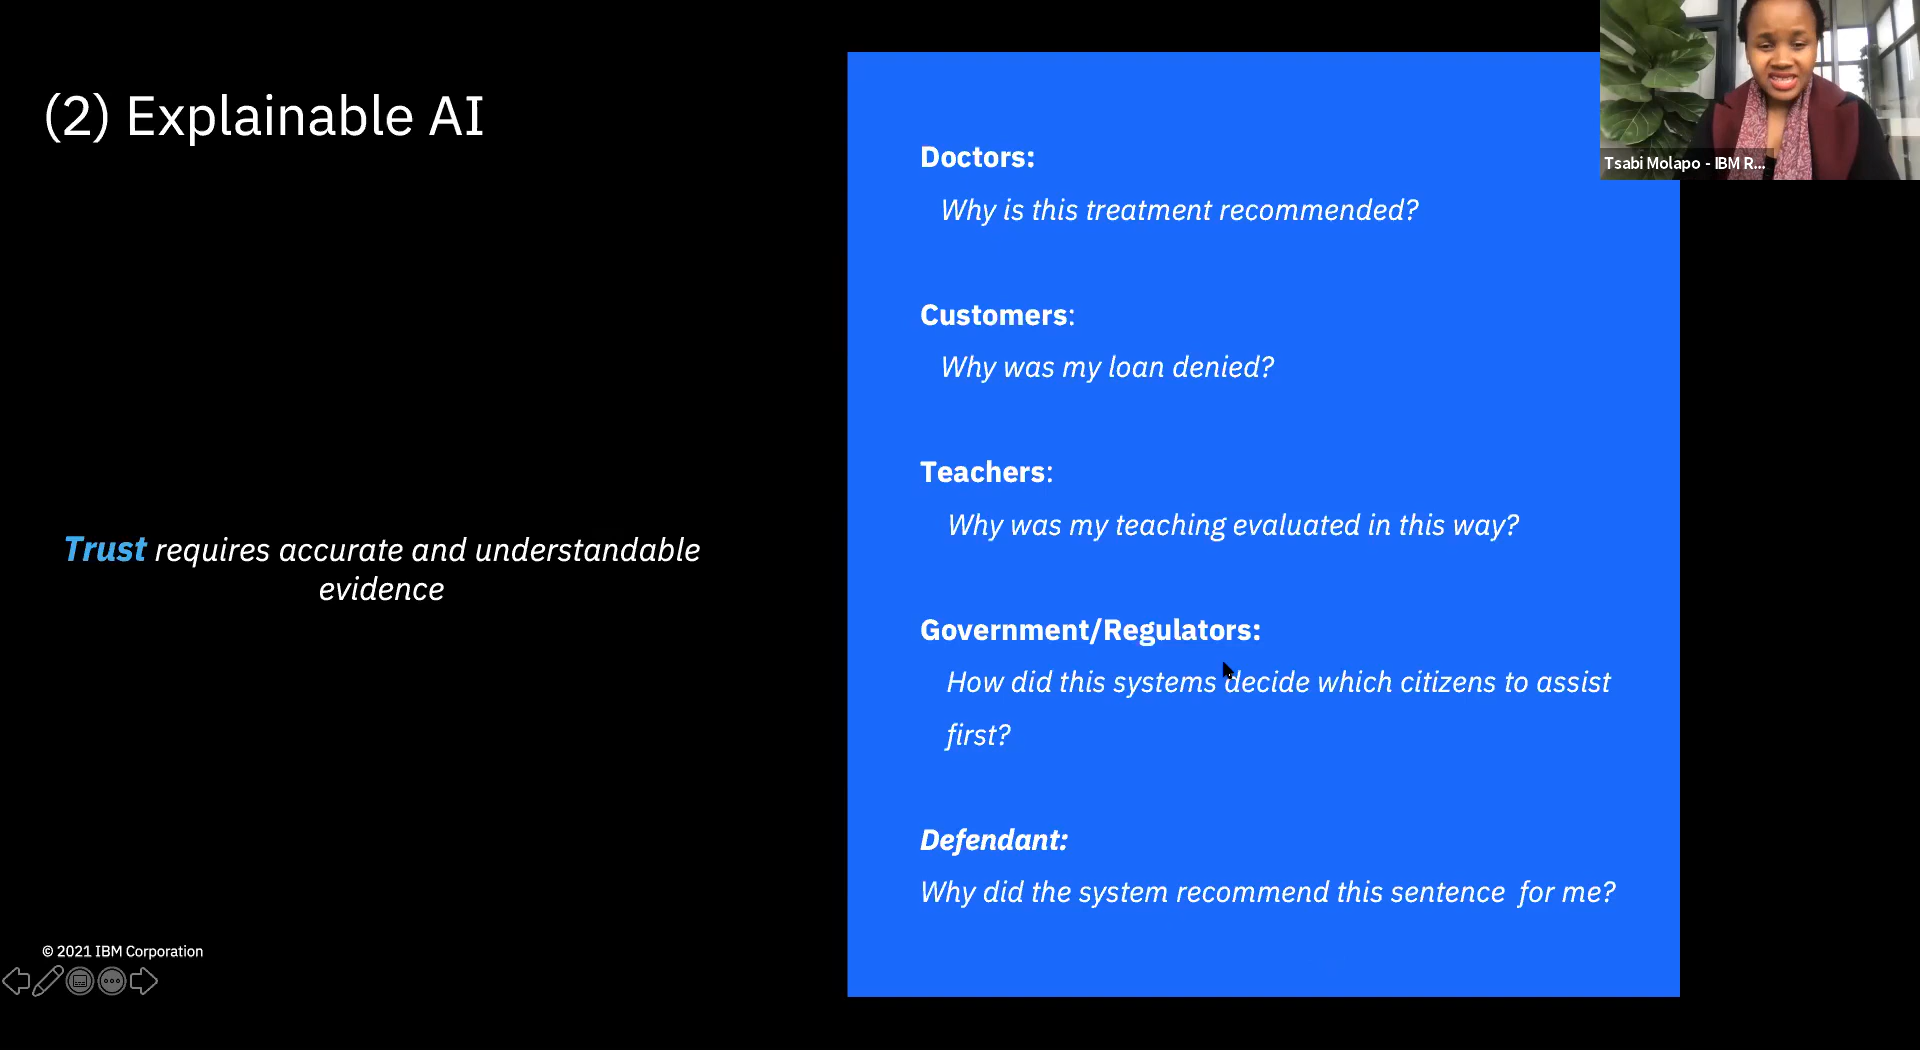 (2) Explainable AI
Trust requires accurate and understandable
evidence
Doctors:
Why is this treatment recommended?
Customers:
Why was my loan denied?
Teachers:
Why was my teaching evaluated in this way?
Government/Regulators:
How did this systems decide which citizens to assist
first?
Defendant:
Why did the system recommend this sentence for me?
Tsabi Molapo - IBM R...
© 2021 IBM Corporation